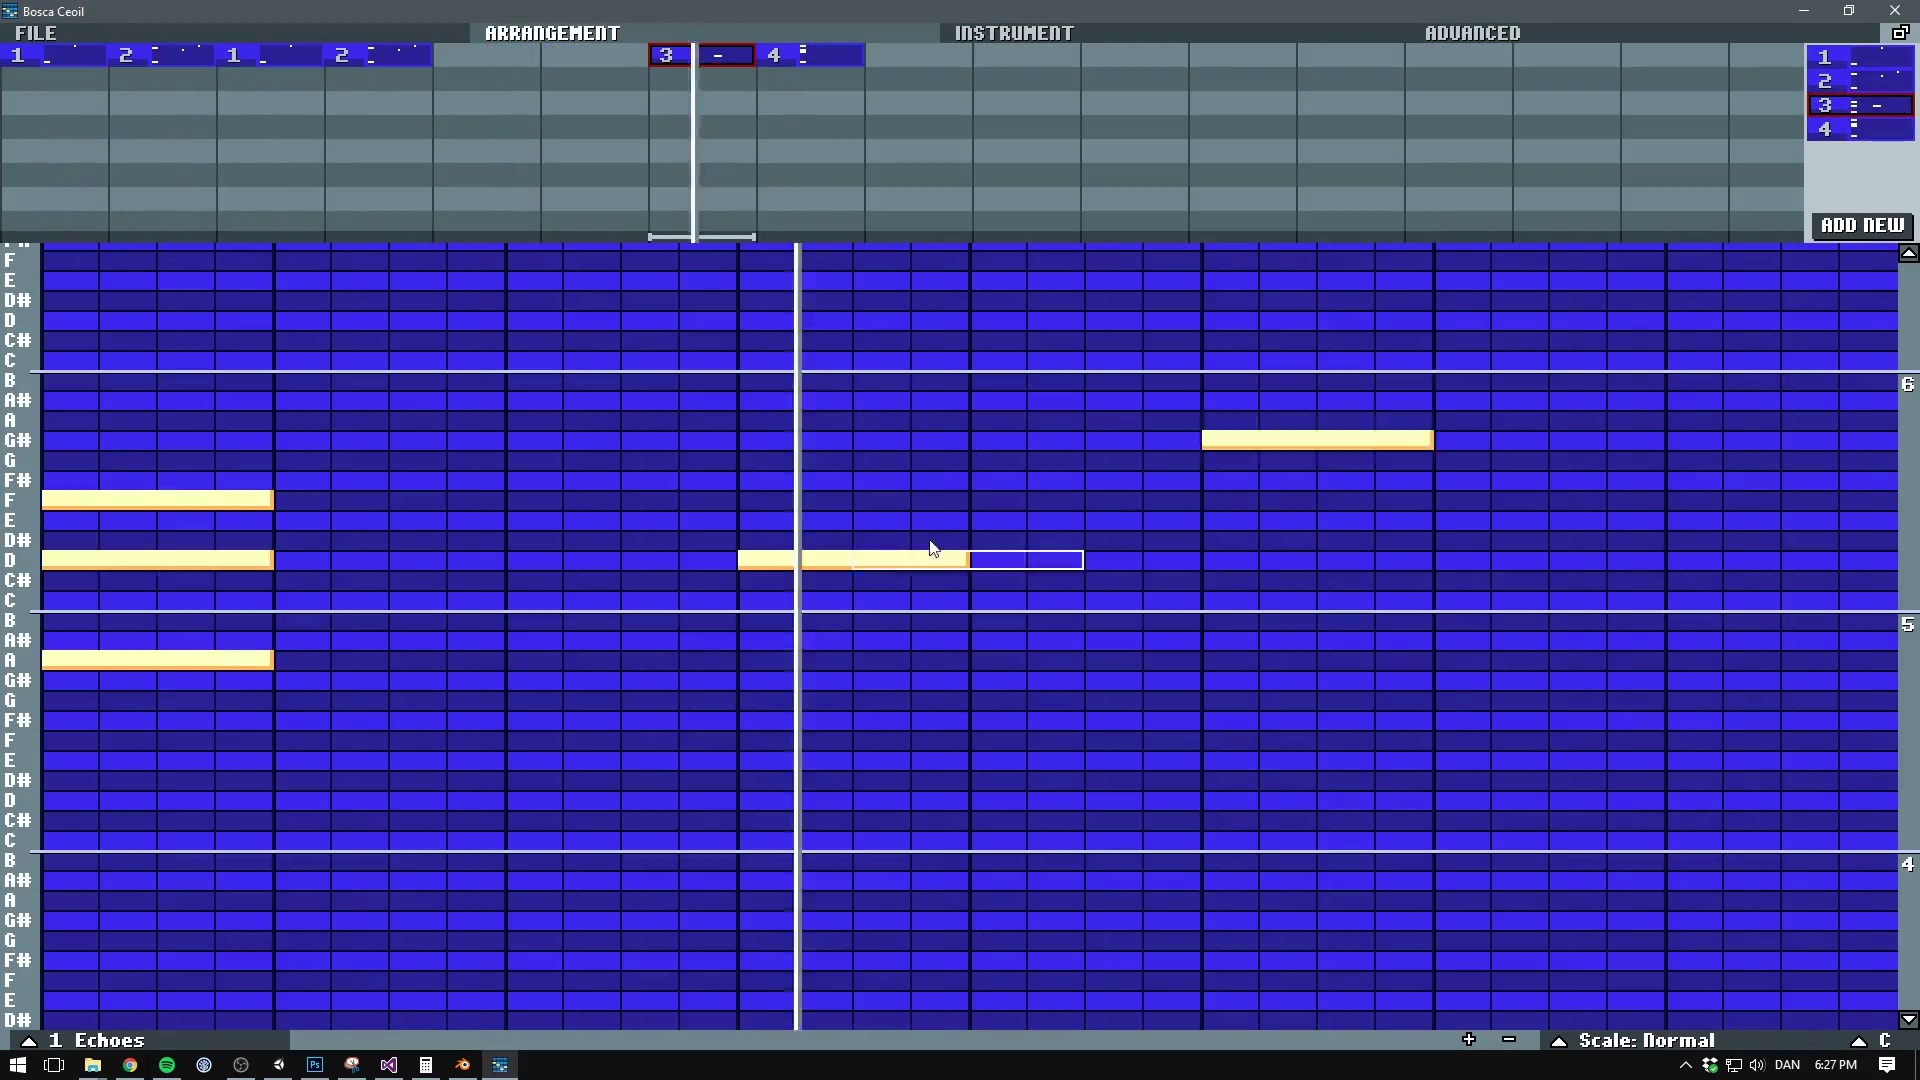 Bosca Ceoil
FILE ARRANGEMENT INSTRUMENT ADVANCED
1 2 1 2 3 4 1
2
3
4
ADD NEW
F
E
D#
D
C#
C
B
6
A#
A
G#
G
F#
F
E
D#
D
C#
C
B
5
A#
A
G#
G
F#
F
E
D#
D
C#
C
B
4
A#
A
G#
G
F#
F
E
D#
1 Echoes + - Scale: Normal C
Ps DAN 6:27 PM